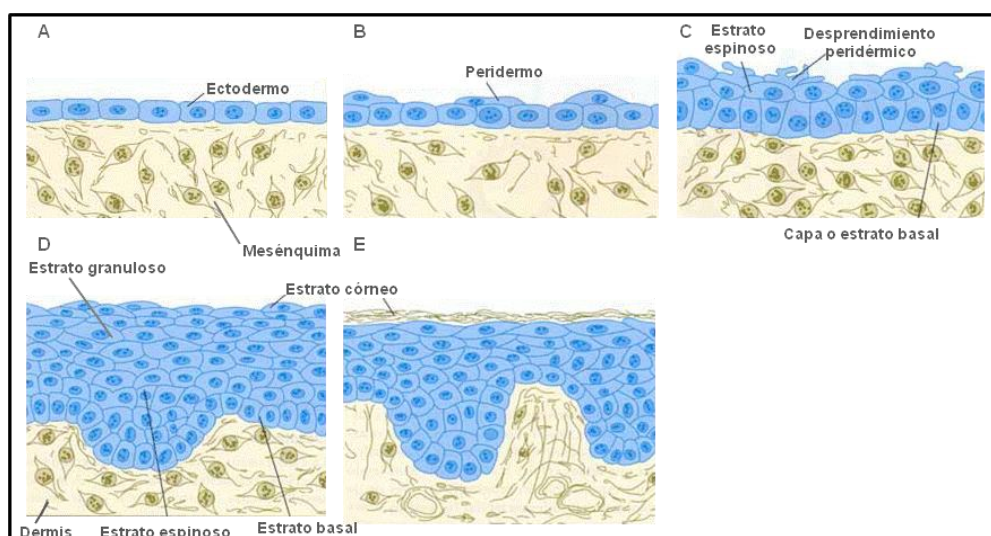 A
B
C
Estrato
espinoso
Desprendimiento
peridérmico
Ectodermo
Peridermo
Capa o estrato basal
Mesénquima
D
E
Estrato granuloso
Estrato córneo
Dermis
Estrato espinoso
Estrato basal